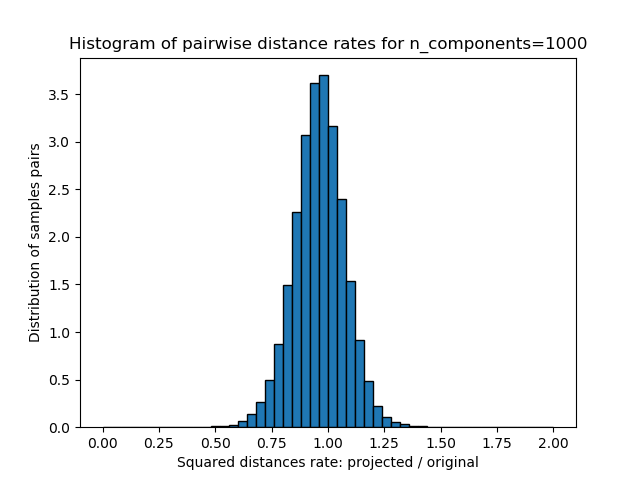 Histogram of pairwise distance rates for n_components=1000
Distribution of samples pairs
3.5
3.0
2.5
2.0
1.5
1.0
0.5
0.0
0.00 0.25 0.50 0.75 1.00 1.25 1.50 1.75 2.00
Squared distances rate: projected / original